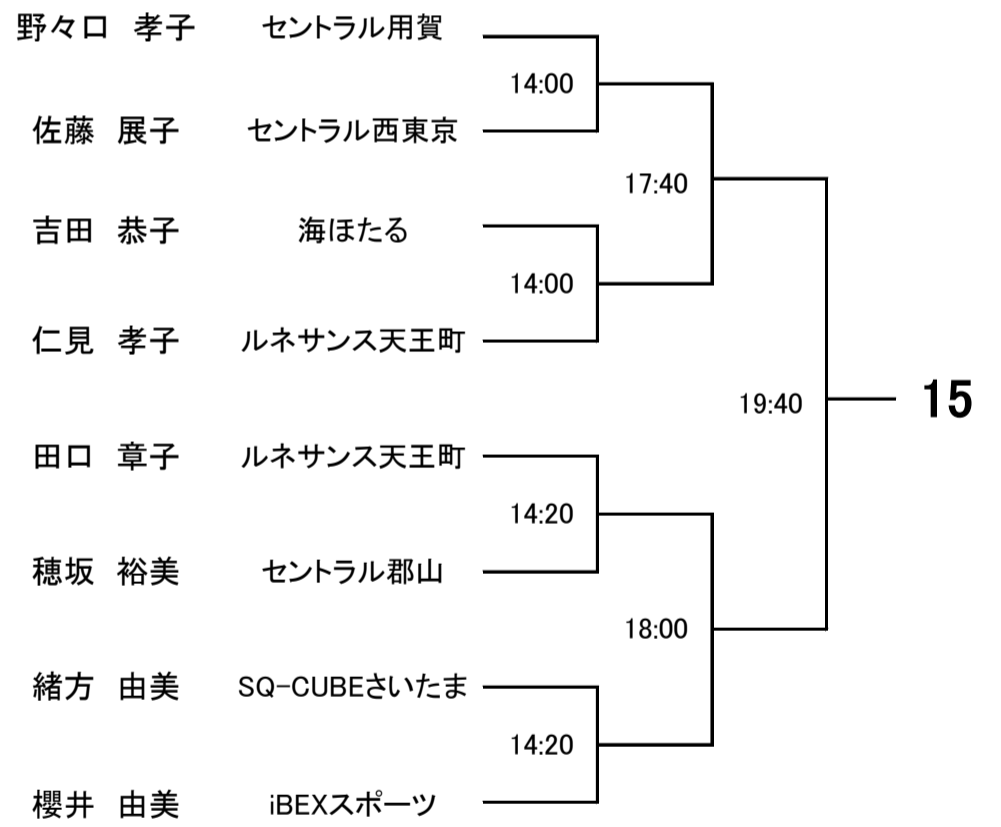 野々口 孝子 セントラル用賀
14:00
佐藤 展子 セントラル西東京
17:40
吉田 恭子 海ほたる
14:00
仁見 孝子 ルネサンス天王町
19:40
15
田口 章子 ルネサンス天王町
14:20
穂坂 裕美 セントラル郡山
18:00
緒方 由美 SQ-CUBEさいたま
14:20
櫻井 由美 iBEXスポーツ